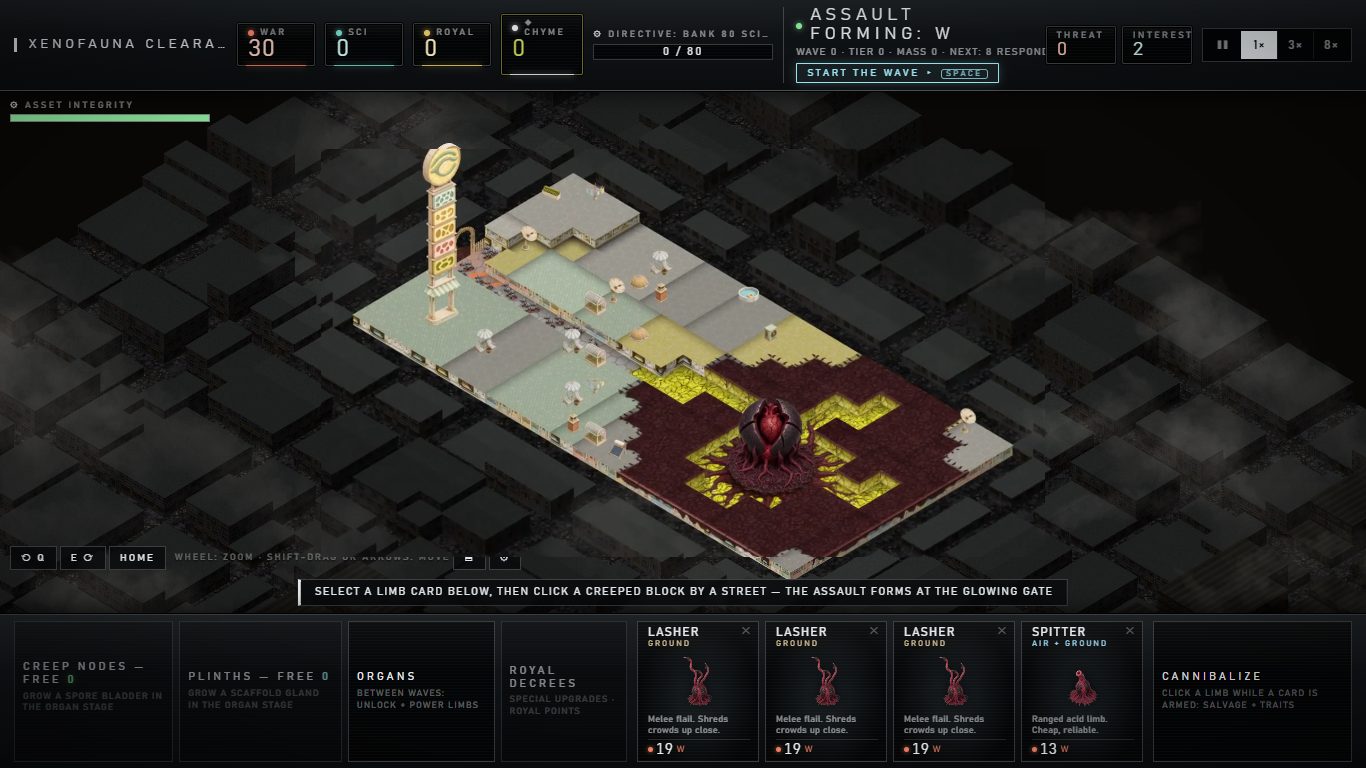 XENOFAUNA CLEARA…
WAR
30
SCI
0
ROYAL
0
CHYME
0
DIRECTIVE: BANK 80 SCI…
0 / 80
ASSAULT
FORMING: W
WAVE 0 · TIER 0 · MASS 0 · NEXT: 8 RESPOND
START THE WAVE ▸ SPACE
THREAT
0
INTEREST
2
1×
3×
8×
ASSET INTEGRITY
Q
E
HOME
WHEEL: ZOOM · SHIFT-DRAG OR ARROWS: MOVE
SELECT A LIMB CARD BELOW, THEN CLICK A CREEPED BLOCK BY A STREET — THE ASSAULT FORMS AT THE GLOWING GATE
CREEP NODES —
FREE 0
GROW A SPORE BLADDER IN
THE ORGAN STAGE
PLINTHS — FREE 0
GROW A SCAFFOLD GLAND
IN THE ORGAN STAGE
ORGANS
BETWEEN WAVES:
UNLOCK + POWER LIMBS
ROYAL
DECREES
SPECIAL UPGRADES ·
ROYAL POINTS
LASHER
GROUND
Melee flail. Shreds
crowds up close.
19 W
LASHER
GROUND
Melee flail. Shreds
crowds up close.
19 W
LASHER
GROUND
Melee flail. Shreds
crowds up close.
19 W
SPITTER
AIR + GROUND
Ranged acid limb.
Cheap, reliable.
13 W
CANNIBALIZE
CLICK A LIMB WHILE A CARD IS
ARMED: SALVAGE + TRAITS